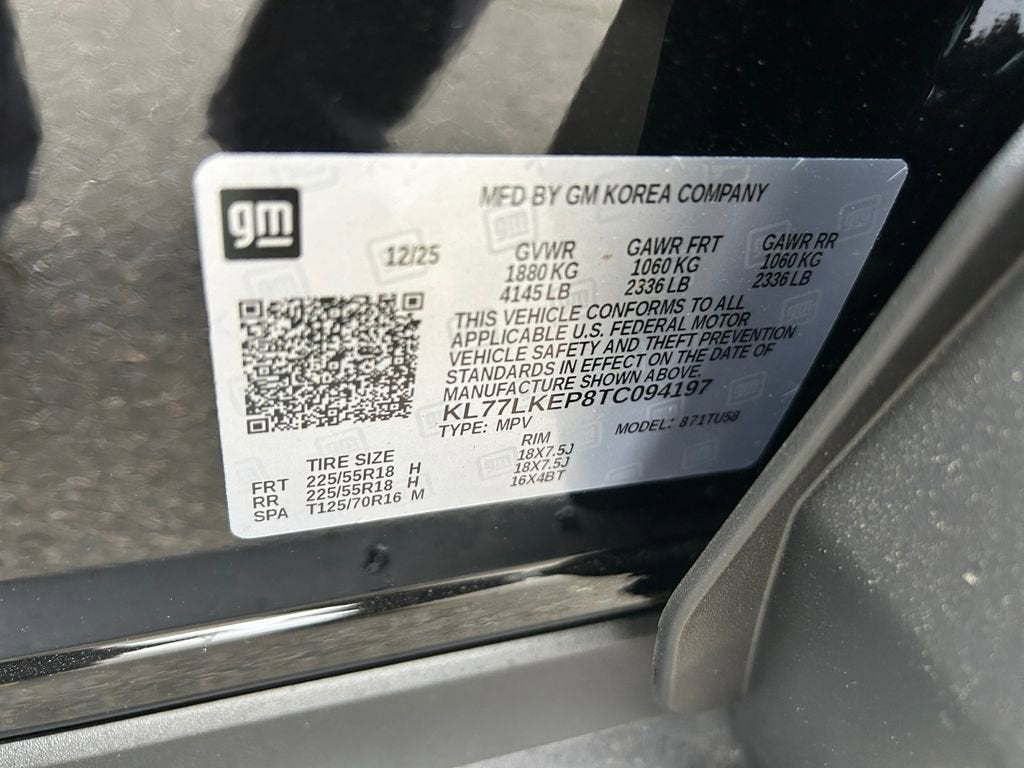 gm
MFD BY GM KOREA COMPANY
12/25 GVWR GAWR FRT GAWR RR
1880 KG 1060 KG 1060 KG
4145 LB 2336 LB 2336 LB
THIS VEHICLE CONFORMS TO ALL
APPLICABLE U.S. FEDERAL MOTOR
VEHICLE SAFETY AND THEFT PREVENTION
STANDARDS IN EFFECT ON THE DATE OF
MANUFACTURE SHOWN ABOVE.
KL77LKEP8TC094197
TYPE: MPV MODEL: 871TU58
TIRE SIZE RIM
FRT 225/55R18 H 18X7.5J
RR 225/55R18 H 18X7.5J
SPA T125/70R16 M 16X4BT